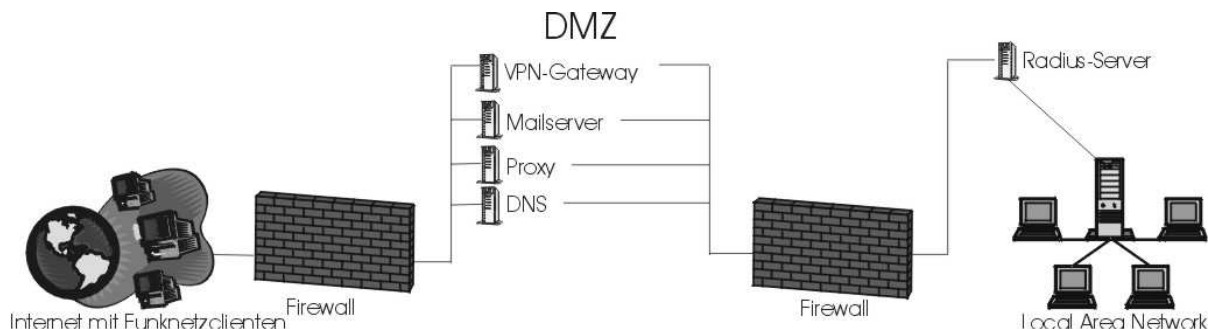 DMZ
VPN-Gateway
Radius-Server
Mailserver
Proxy
DNS
Firewall
Firewall
Internet mit Funknetzclienten
Local Area Network